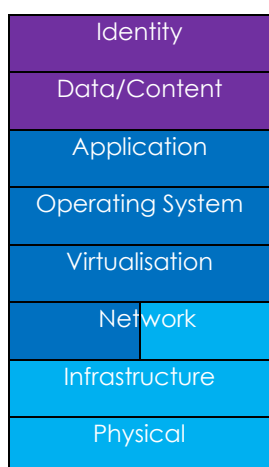 Identity
Data/Content
Application
Operating System
Virtualisation
Network
Infrastructure
Physical